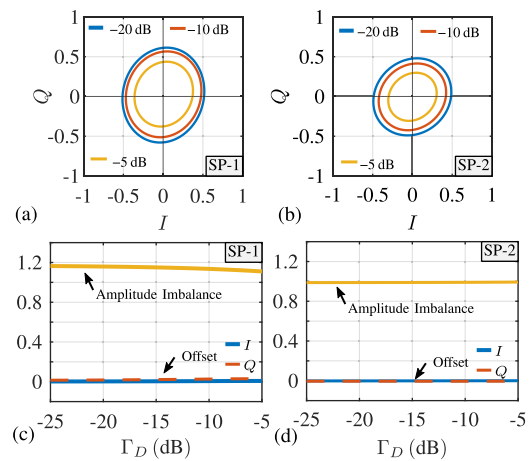 1
0.5
0
-0.5
-1
Q
−20 dB
−10 dB
−5 dB
SP-1
-1
-0.5
0
0.5
1
(a)
I
1
0.5
0
-0.5
-1
Q
−20 dB
−10 dB
−5 dB
SP-2
-1
-0.5
0
0.5
1
(b)
I
SP-1
1.2
0.8
0.4
0
Amplitude Imbalance
Offset
I
Q
-25
-20
-15
-10
-5
(c)
Γ_D (dB)
SP-2
1.2
0.8
0.4
0
Amplitude Imbalance
Offset
I
Q
-25
-20
-15
-10
-5
(d)
Γ_D (dB)